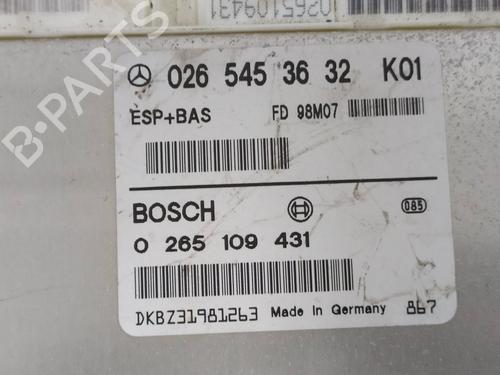 0265109431
026 545 36 32 K01
ESP+BAS FD 98M07
BOSCH 085
0 265 109 431
DKBZ31981263 Made in Germany 867
B-PARTS